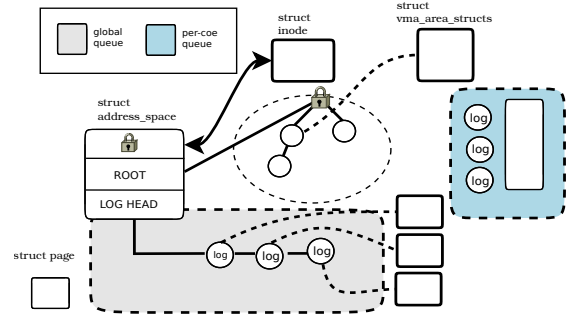 struct
vma_area_structs
struct
inode
global
queue
per-coe
queue
struct
address_space
log
log
log
ROOT
LOG HEAD
log
log
log
struct page